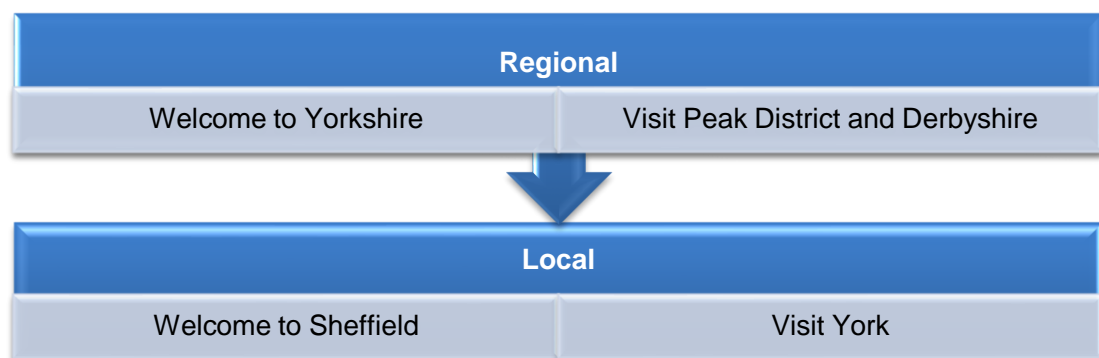 Regional
Welcome to Yorkshire
Visit Peak District and Derbyshire
Local
Welcome to Sheffield
Visit York